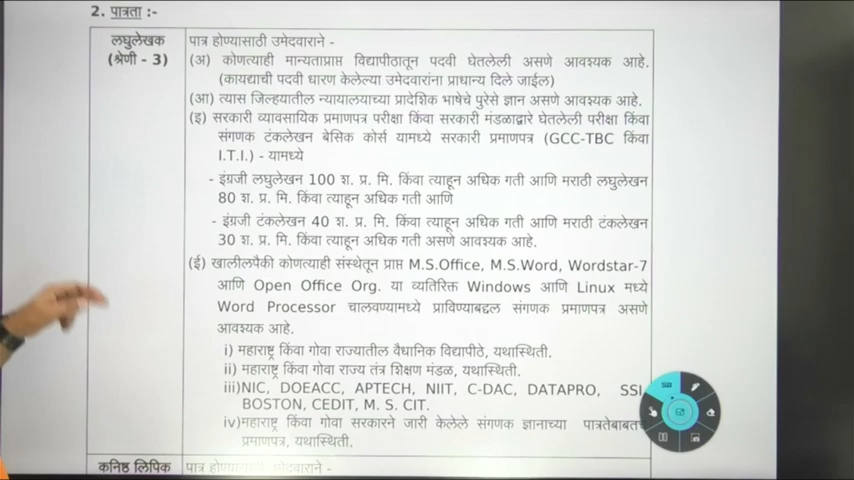 2. पात्रता :-
लघुलेखक
(श्रेणी - 3)
पात्र होण्यासाठी उमेदवाराने -
(अ) कोणत्याही मान्यताप्राप्त विद्यापीठातून पदवी घेतलेली असणे आवश्यक आहे.
(कायद्याची पदवी धारण केलेल्या उमेदवारांना प्राधान्य दिले जाईल)
(आ) त्यास जिल्हयातील न्यायालयाच्या प्रादेशिक भाषेचे पुरेसे ज्ञान असणे आवश्यक आहे.
(इ) सरकारी व्यावसायिक प्रमाणपत्र परीक्षा किंवा सरकारी मंडळाद्वारे घेतलेली परीक्षा किंवा
संगणक टंकलेखन बेसिक कोर्स यामध्ये सरकारी प्रमाणपत्र (GCC-TBC किंवा
I.T.I.) - यामध्ये
- इंग्रजी लघुलेखन 100 श. प्र. मि. किंवा त्याहून अधिक गती आणि मराठी लघुलेखन
80 श. प्र. मि. किंवा त्याहून अधिक गती आणि
- इंग्रजी टंकलेखन 40 श. प्र. मि. किंवा त्याहून अधिक गती आणि मराठी टंकलेखन
30 श. प्र. मि. किंवा त्याहून अधिक गती असणे आवश्यक आहे.
(ई) खालीलपैकी कोणत्याही संस्थेतून प्राप्त M.S.Office, M.S.Word, Wordstar-7
आणि Open Office Org. या व्यतिरिक्त Windows आणि Linux मध्ये
Word Processor चालवण्यामध्ये प्राविण्याबद्दल संगणक प्रमाणपत्र असणे
आवश्यक आहे.
i) महाराष्ट्र किंवा गोवा राज्यातील वैधानिक विद्यापीठे, यथास्थिती.
ii) महाराष्ट्र किंवा गोवा राज्य तंत्र शिक्षण मंडळ, यथास्थिती.
iii)NIC, DOEACC, APTECH, NIIT, C-DAC, DATAPRO, SSI,
BOSTON, CEDIT, M. S. CIT.
iv)महाराष्ट्र किंवा गोवा सरकारने जारी केलेले संगणक ज्ञानाच्या पात्रतेबाबतचे
प्रमाणपत्र, यथास्थिती.
कनिष्ठ लिपिक
पात्र होण्यासाठी उमेदवाराने -